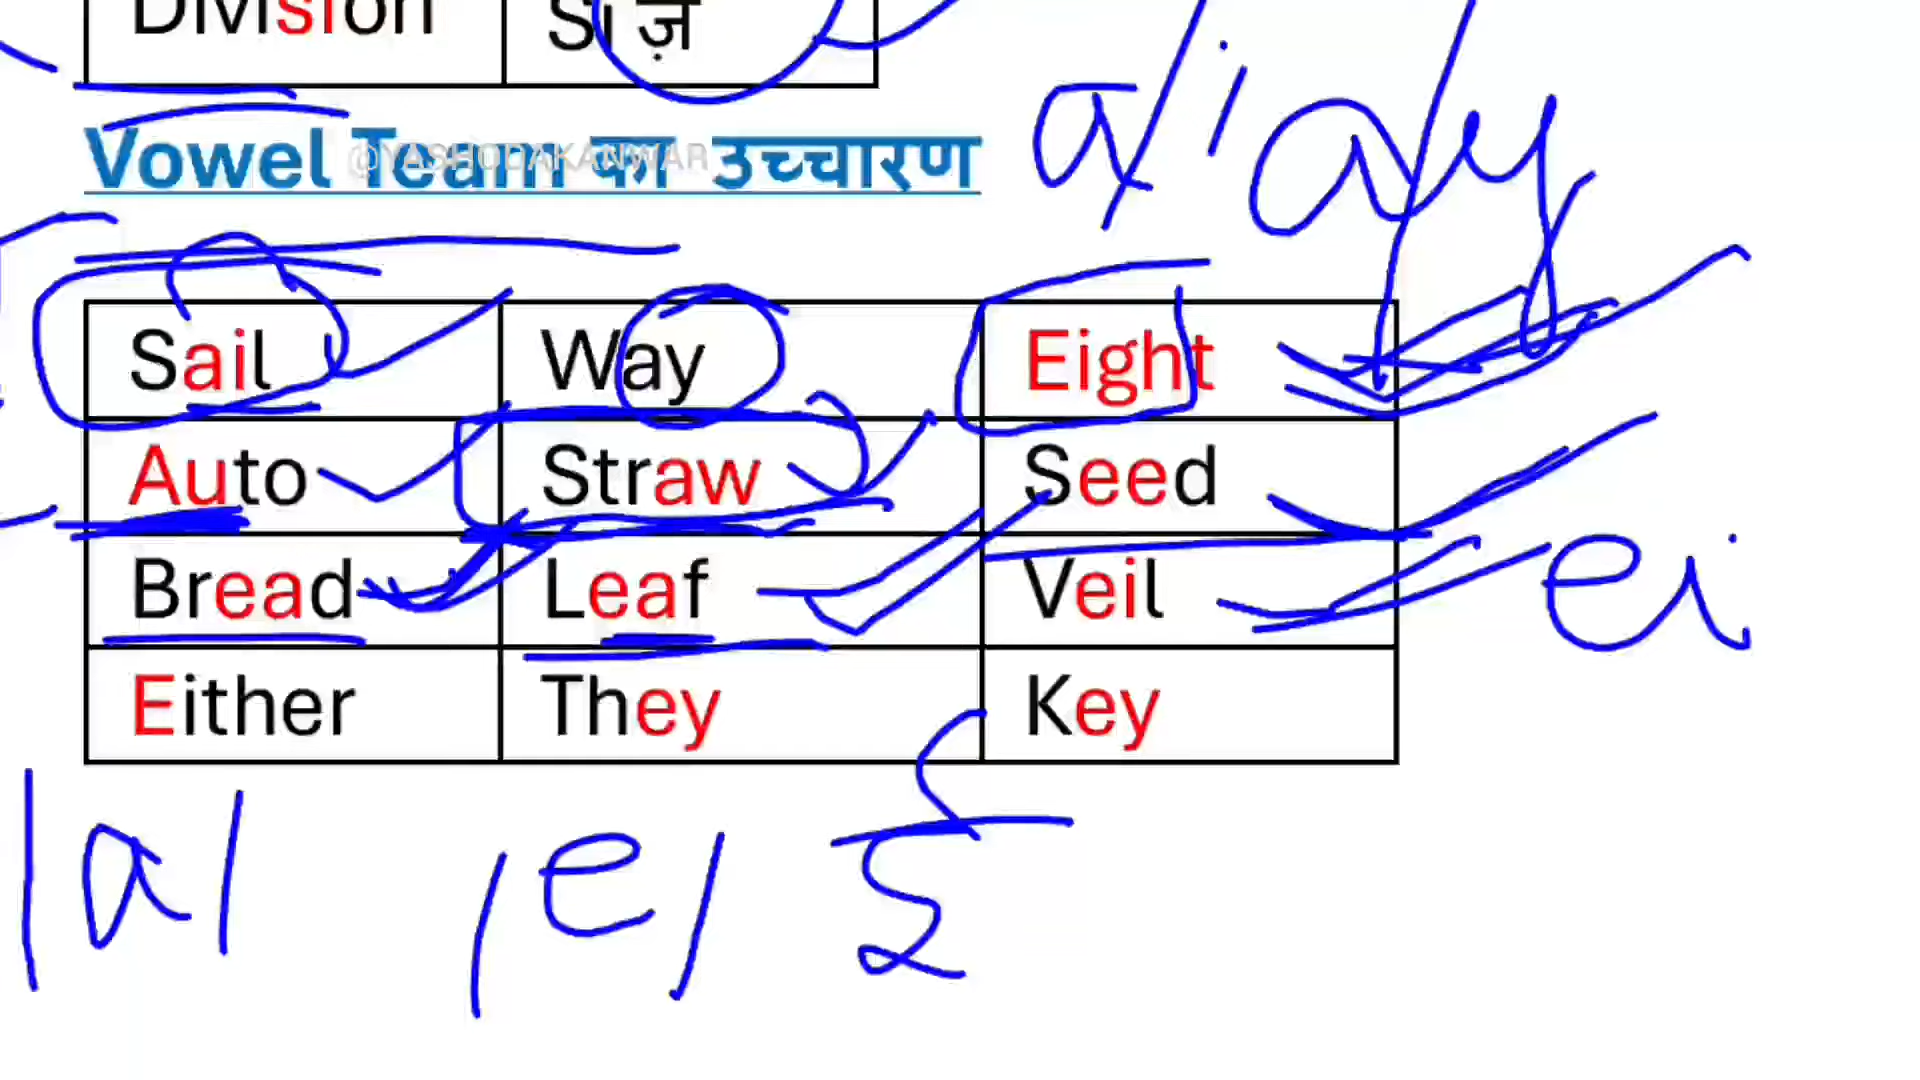 Division Si ज़
Vowel Team का उच्चारण
@YASHODAKANWAR
a/i/ay
Sail Way Eight
Auto Straw Seed
Bread Leaf Veil ei
Either They Key
/a/ /e/ ई